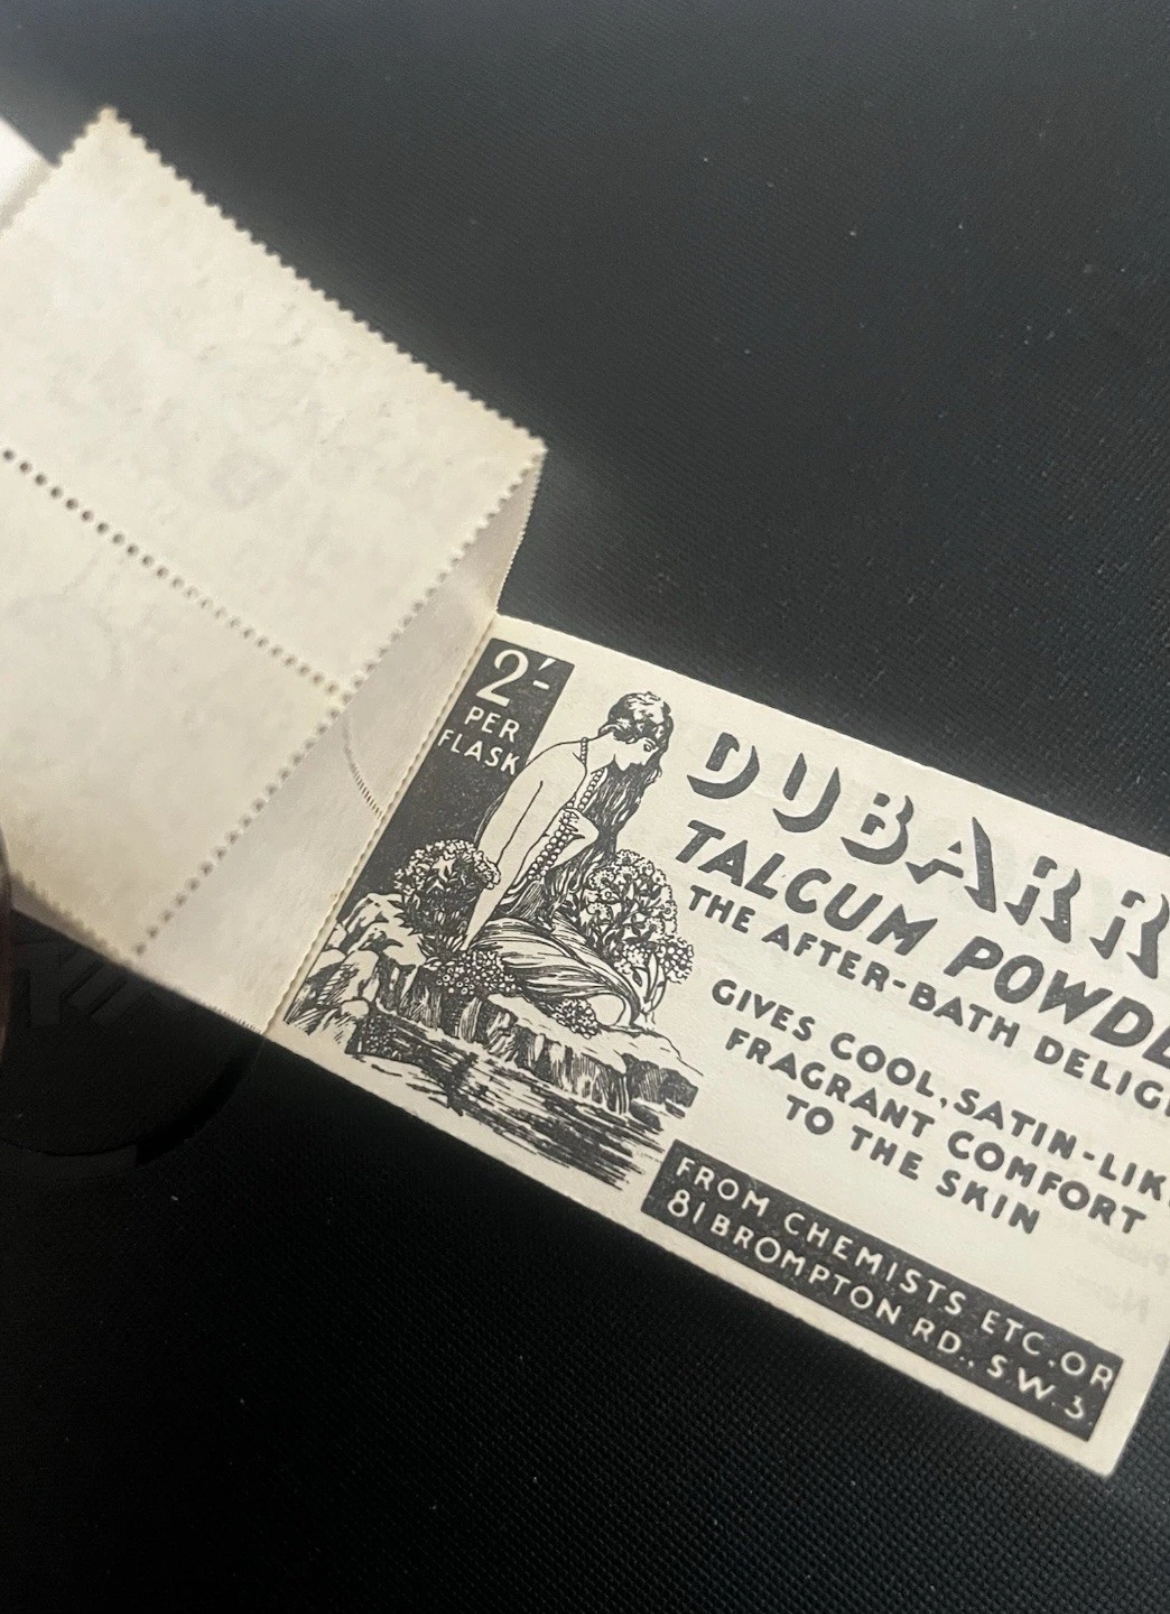 2'-
PER
FLASK
DUBARR
TALCUM POWDE
THE AFTER-BATH DELIG
GIVES COOL, SATIN-LIK
FRAGRANT COMFORT
TO THE SKIN
FROM CHEMISTS ETC. OR
81 BROMPTON RD., S.W.3.